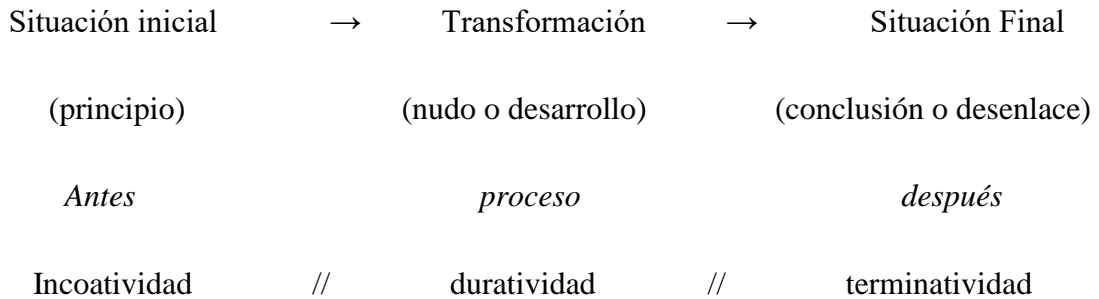 Situación inicial → Transformación → Situación Final
(principio) (nudo o desarrollo) (conclusión o desenlace)
Antes proceso después
Incoatividad // duratividad // terminatividad